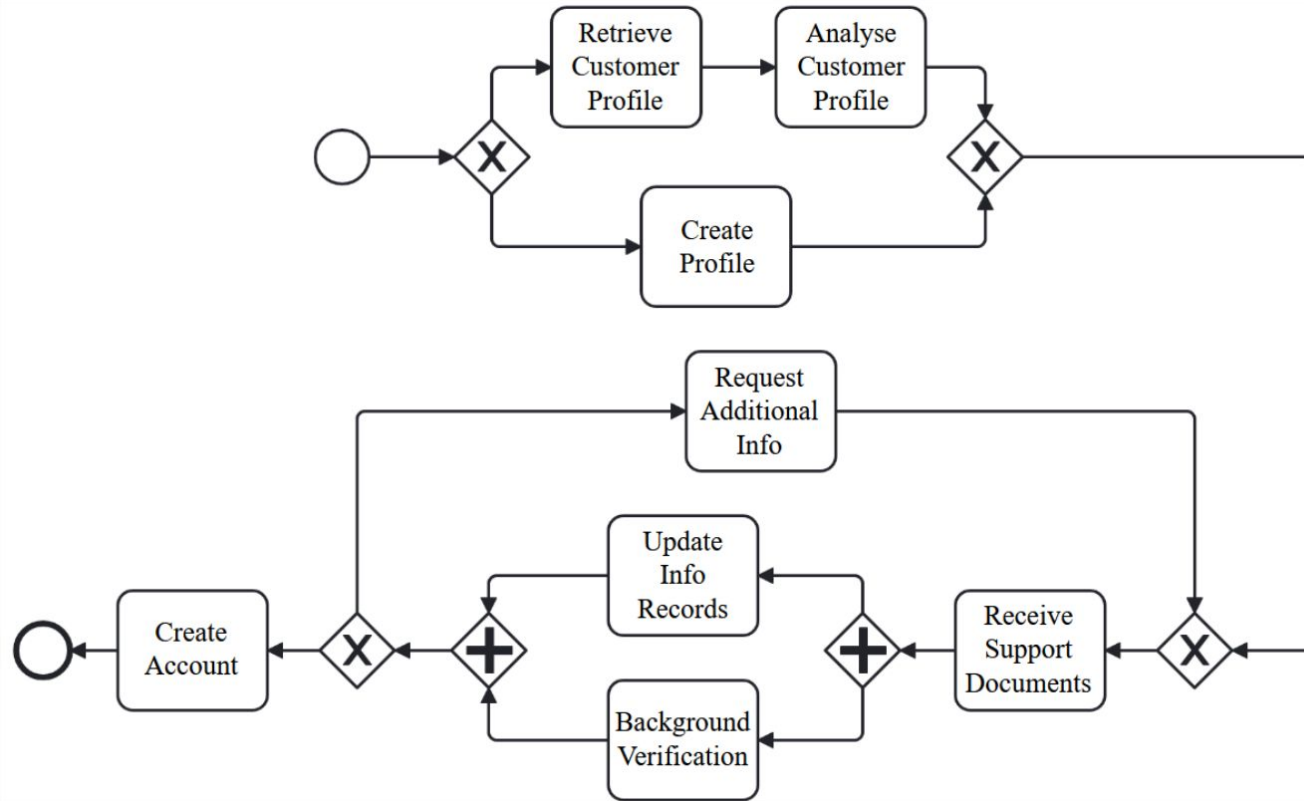 Retrieve
Customer
Profile
Analyse
Customer
Profile
X
X
Create
Profile
Request
Additional
Info
Update
Info
Records
Receive
Support
Documents
Create
Account
X
X
Background
Verification